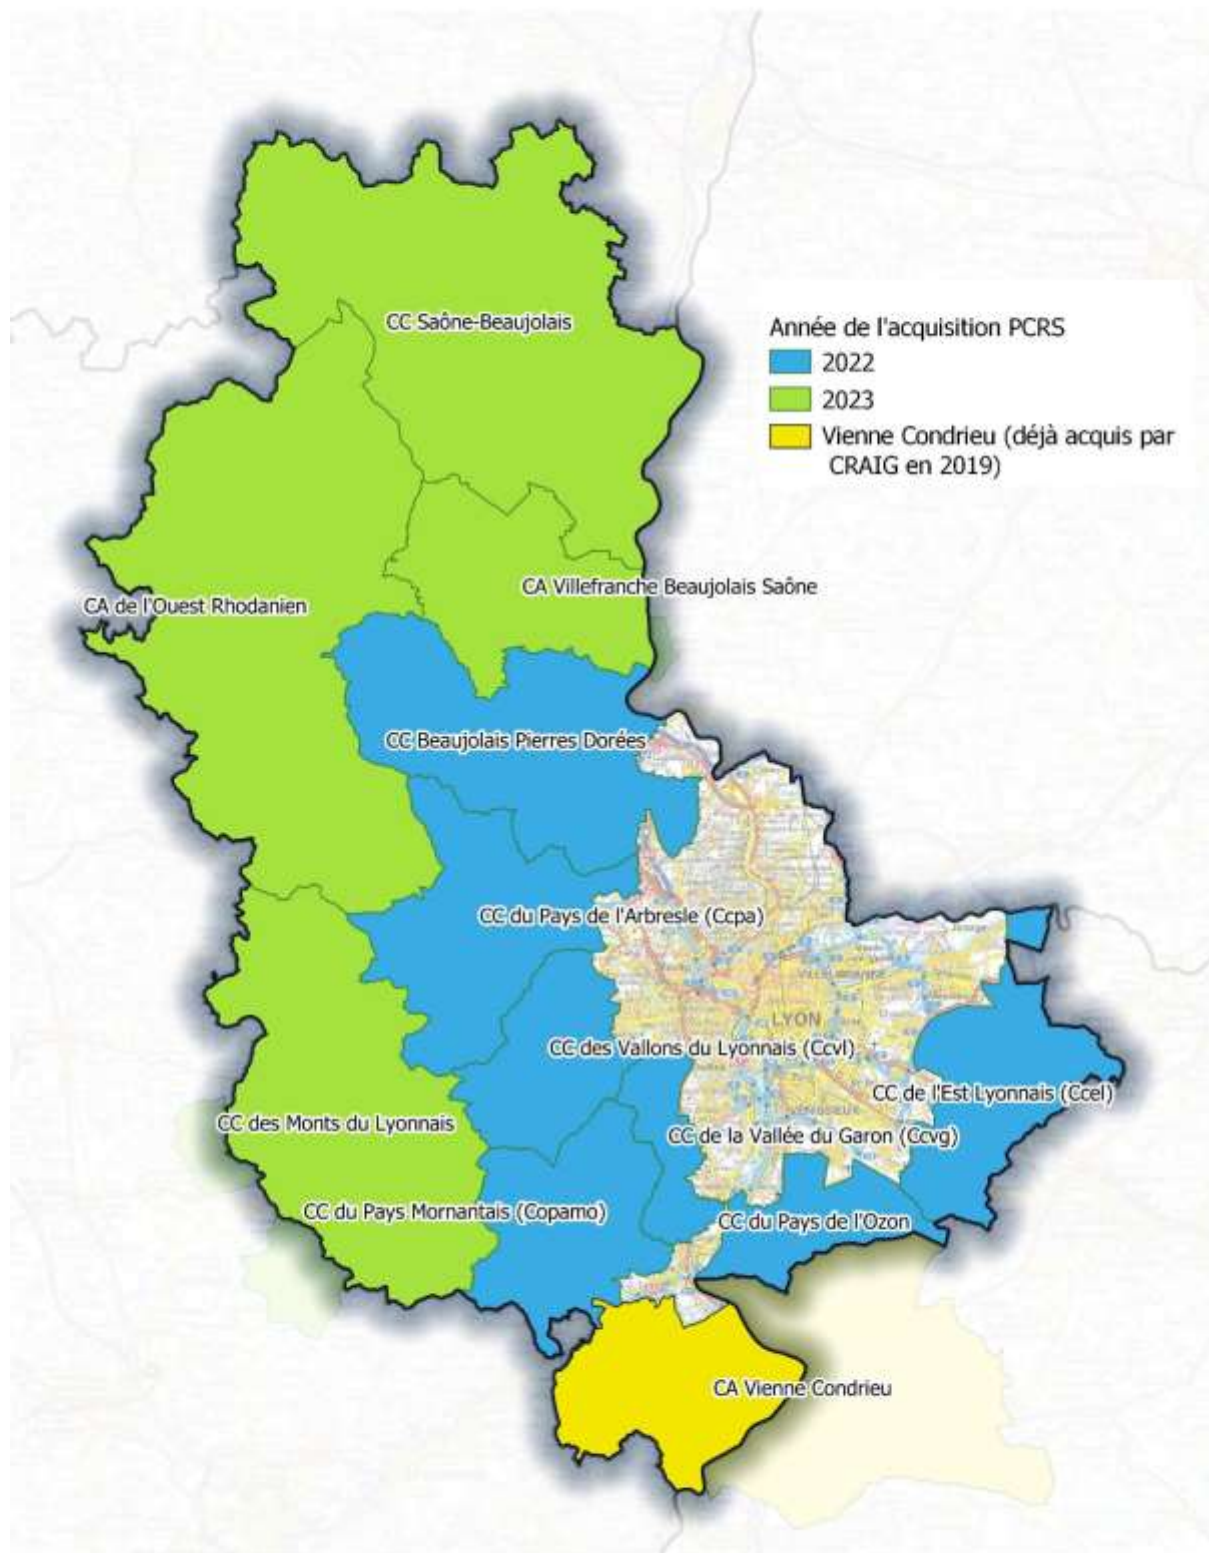 CC Saône-Beaujolais
Année de l'acquisition PCRS
2022
2023
Vienne Condrieu (déjà acquis par
CRAIG en 2019)
CA Villefranche Beaujolais Saône
CA de l'Ouest Rhodanien
CC Beaujolais Pierres Dorées
CC du Pays de l'Arbresle (Ccpa)
LYON
CC des Vallons du Lyonnais (Ccvl)
CC de l'Est Lyonnais (Ccel)
CC des Monts du Lyonnais
CC de la Vallée du Garon (Ccvg)
CC du Pays Mornantais (Copamo)
CC du Pays de l'Ozon
CA Vienne Condrieu